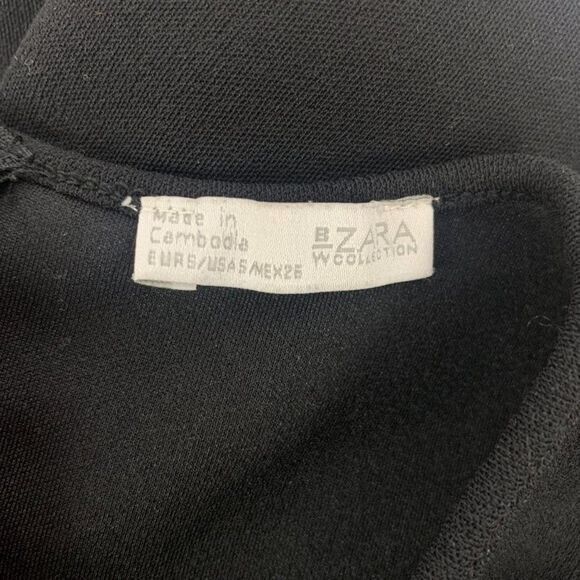 Made in
Cambodia
EUR S/USA S/MEX 26
B ZARA
W COLLECTION